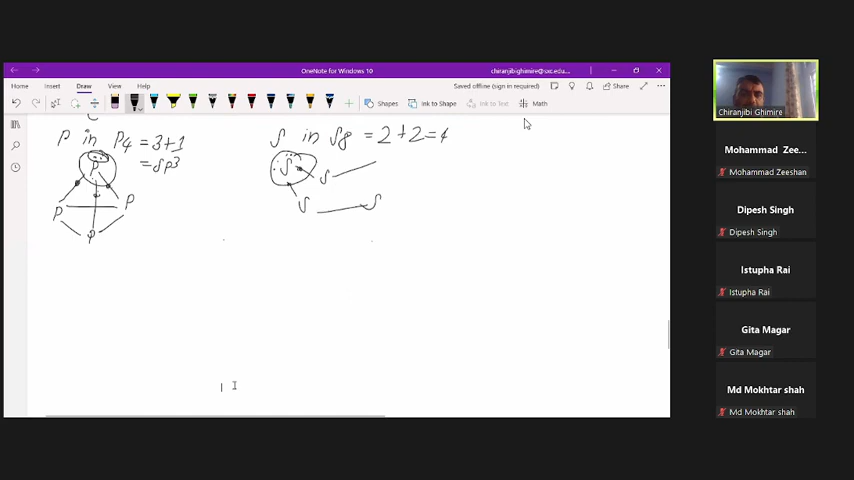 OneNote for Windows 10
chiranjibighimire@sxc.edu...
Home Insert Draw View Help
Saved offline (sign in required)
Share
Shapes Ink to Shape Ink to Text Math
P in P4 = 3+1
= sp3
P
P P
P
S in S8 = 2+2=4
S
S
S S
Chiranjibi Ghimire
Mohammad Zee...
Mohammad Zeeshan
Dipesh Singh
Dipesh Singh
Istupha Rai
Istupha Rai
Gita Magar
Gita Magar
Md Mokhtar shah
Md Mokhtar shah